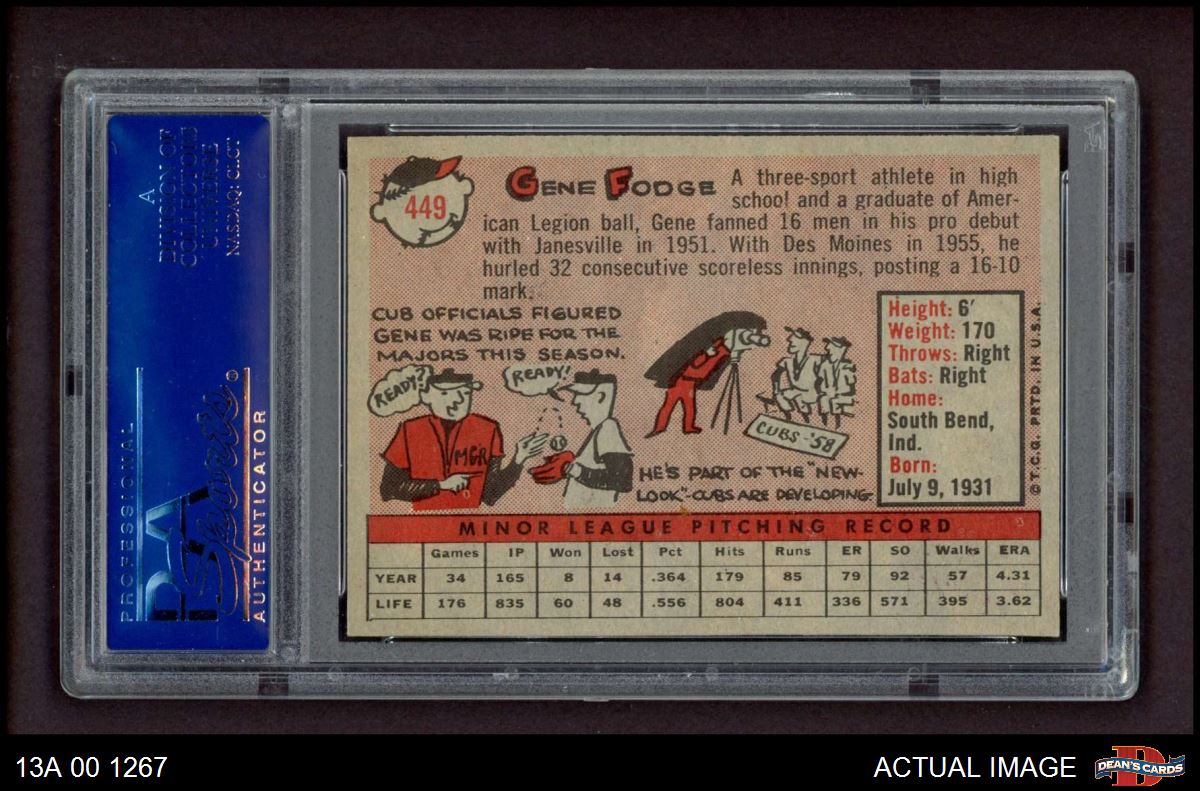 A
DIVISION OF
COLLECTORS
UNIVERSE
NASDAQ: CLCT
PROFESSIONAL
PSA
Sports
®
AUTHENTICATOR
449
GENE FODGE A three-sport athlete in high
school and a graduate of Amer-
ican Legion ball, Gene fanned 16 men in his pro debut
with Janesville in 1951. With Des Moines in 1955, he
hurled 32 consecutive scoreless innings, posting a 16-10
mark.
CUB OFFICIALS FIGURED
GENE WAS RIPE FOR THE
MAJORS THIS SEASON.
READY?
READY!
MGR
CUBS-'58
HE'S PART OF THE "NEW-
LOOK"-CUBS ARE DEVELOPING
Height: 6'
Weight: 170
Throws: Right
Bats: Right
Home:
South Bend,
Ind.
Born:
July 9, 1931
© T.C.G. PRTD. IN U.S.A.
MINOR LEAGUE PITCHING RECORD
Games IP Won Lost Pct Hits Runs ER SO Walks ERA
YEAR 34 165 8 14 .364 179 85 79 92 57 4.31
LIFE 176 835 60 48 .556 804 411 336 571 395 3.62
13A 00 1267
ACTUAL IMAGE
D
DEAN'S CARDS